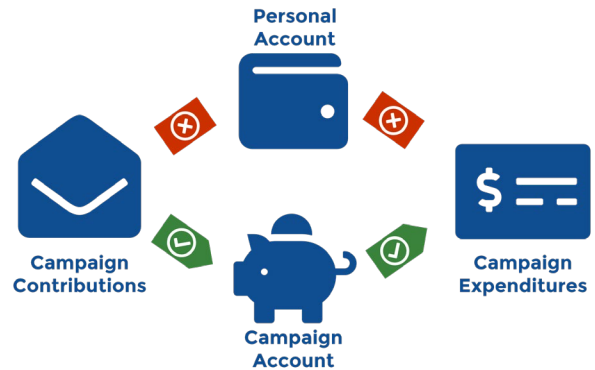 Personal
Account
$
Campaign
Contributions
Campaign
Expenditures
Campaign
Account